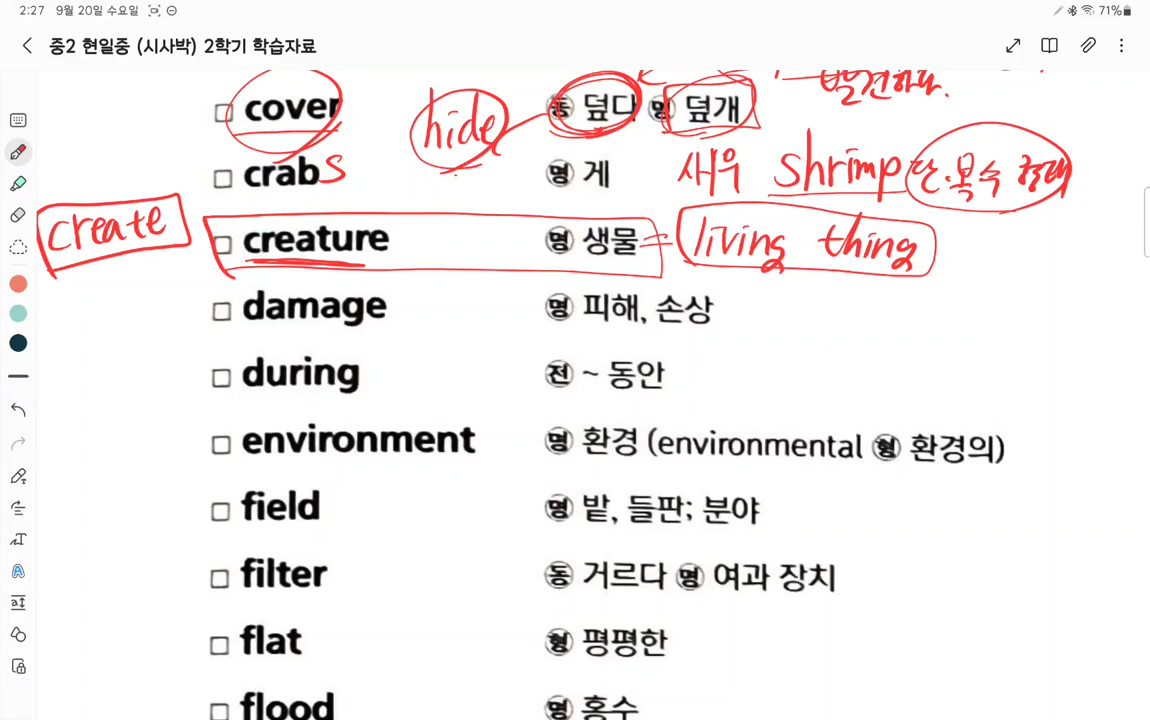 2:27 9월 20일 수요일 71%
중2 현일중 (시사박) 2학기 학습자료
발견하다.
cover hide 동 덮다 명 덮개
crabs 명 게 새우 shrimp 단·복수 형태
create creature 명 생물 = living thing
damage 명 피해, 손상
during 전 ~ 동안
environment 명 환경 (environmental 형 환경의)
field 명 밭, 들판; 분야
filter 동 거르다 명 여과 장치
flat 형 평평한
flood 명 홍수